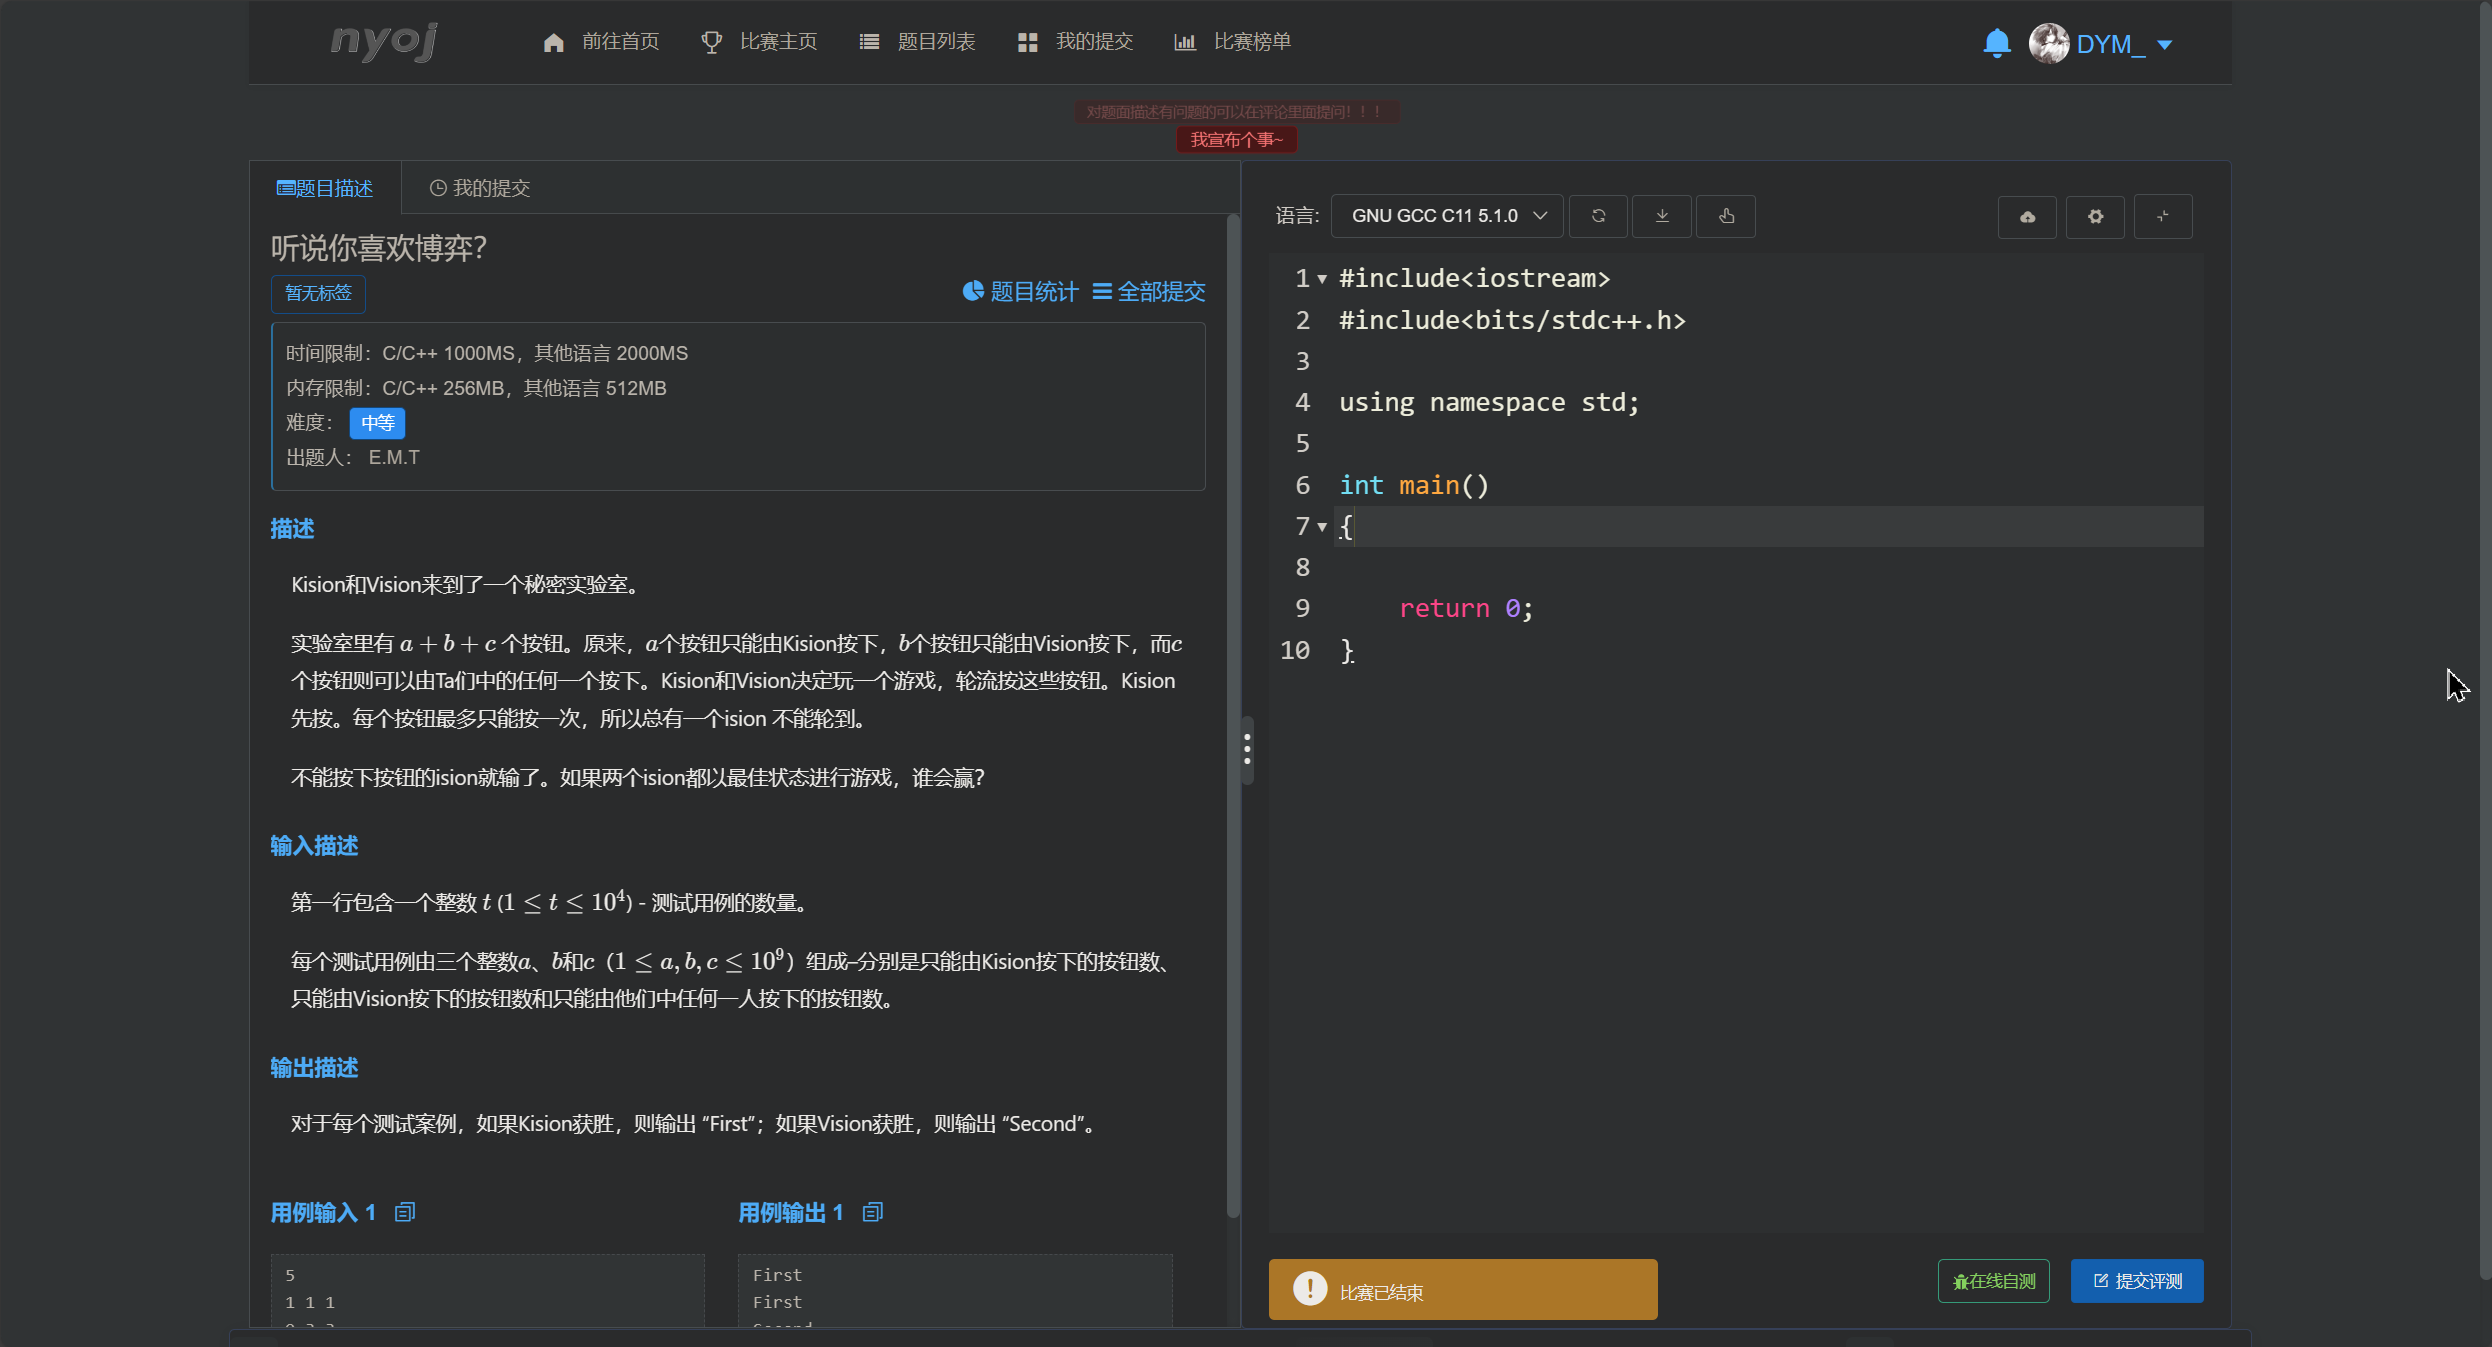 nyoj
前往首页
比赛主页
题目列表
我的提交
比赛榜单
DYM_
对题面描述有问题的可以在评论里面提问！！！
我宣布个事~
题目描述
我的提交
听说你喜欢博弈？
暂无标签
题目统计 全部提交
时间限制：C/C++ 1000MS，其他语言 2000MS
内存限制：C/C++ 256MB，其他语言 512MB
难度： 中等
出题人： E.M.T
描述
Kision和Vision来到了一个秘密实验室。
实验室里有 a + b + c 个按钮。原来，a个按钮只能由Kision按下，b个按钮只能由Vision按下，而c
个按钮则可以由Ta们中的任何一个按下。Kision和Vision决定玩一个游戏，轮流按这些按钮。Kision
先按。每个按钮最多只能按一次，所以总有一个ision 不能轮到。
不能按下按钮的ision就输了。如果两个ision都以最佳状态进行游戏，谁会赢？
输入描述
第一行包含一个整数 t (1 ≤ t ≤ 10⁴) - 测试用例的数量。
每个测试用例由三个整数a、b和c（1 ≤ a, b, c ≤ 10⁹）组成–分别是只能由Kision按下的按钮数、
只能由Vision按下的按钮数和只能由他们中任何一人按下的按钮数。
输出描述
对于每个测试案例，如果Kision获胜，则输出 “First”；如果Vision获胜，则输出 “Second”。
用例输入 1
5
1 1 1
用例输出 1
First
First
Second
语言: GNU GCC C11 5.1.0
1 #include<iostream>
2 #include<bits/stdc++.h>
3
4 using namespace std;
5
6 int main()
7 {
8
9 return 0;
10 }
比赛已结束
在线自测
提交评测